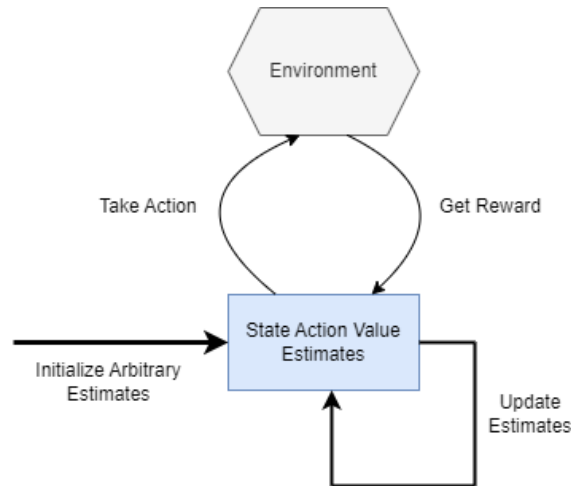 Environment
Take Action
Get Reward
State Action Value
Estimates
Initialize Arbitrary
Estimates
Update
Estimates